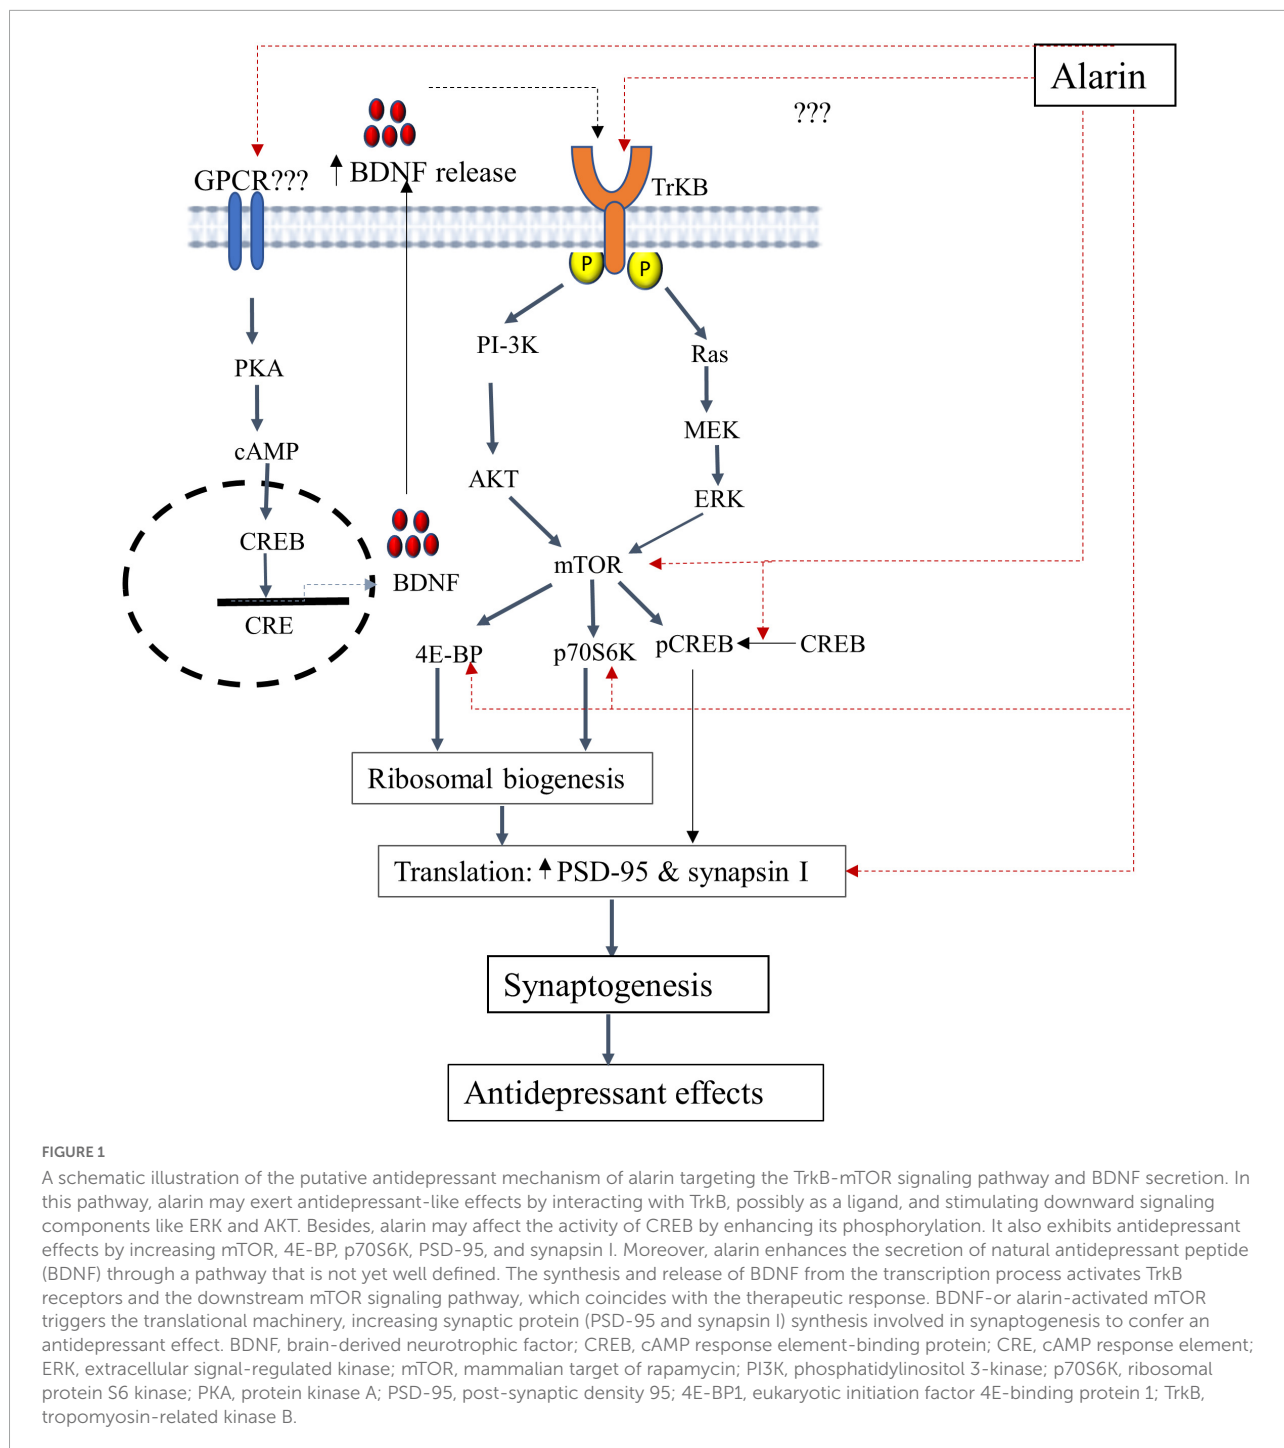 Alarin
???
GPCR???
BDNF release
TrKB
P
P
PI-3K
Ras
PKA
MEK
cAMP
AKT
ERK
CREB
mTOR
BDNF
CRE
4E-BP
p70S6K
pCREB
CREB
Ribosomal biogenesis
Translation: PSD-95 & synapsin I
Synaptogenesis
Antidepressant effects
FIGURE 1
A schematic illustration of the putative antidepressant mechanism of alarin targeting the TrkB-mTOR signaling pathway and BDNF secretion. In
this pathway, alarin may exert antidepressant-like effects by interacting with TrkB, possibly as a ligand, and stimulating downward signaling
components like ERK and AKT. Besides, alarin may affect the activity of CREB by enhancing its phosphorylation. It also exhibits antidepressant
effects by increasing mTOR, 4E-BP, p70S6K, PSD-95, and synapsin I. Moreover, alarin enhances the secretion of natural antidepressant peptide
(BDNF) through a pathway that is not yet well defined. The synthesis and release of BDNF from the transcription process activates TrkB
receptors and the downstream mTOR signaling pathway, which coincides with the therapeutic response. BDNF-or alarin-activated mTOR
triggers the translational machinery, increasing synaptic protein (PSD-95 and synapsin I) synthesis involved in synaptogenesis to confer an
antidepressant effect. BDNF, brain-derived neurotrophic factor; CREB, cAMP response element-binding protein; CRE, cAMP response element;
ERK, extracellular signal-regulated kinase; mTOR, mammalian target of rapamycin; PI3K, phosphatidylinositol 3-kinase; p70S6K, ribosomal
protein S6 kinase; PKA, protein kinase A; PSD-95, post-synaptic density 95; 4E-BP1, eukaryotic initiation factor 4E-binding protein 1; TrkB,
tropomyosin-related kinase B.